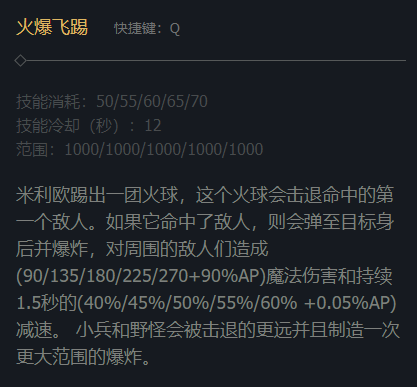 火爆飞踢 快捷键：Q
技能消耗：50/55/60/65/70
技能冷却（秒）：12
范围：1000/1000/1000/1000/1000
米利欧踢出一团火球，这个火球会击退命中的第
一个敌人。如果它命中了敌人，则会弹至目标身
后并爆炸，对周围的敌人们造成
(90/135/180/225/270+90%AP)魔法伤害和持续
1.5秒的(40%/45%/50%/55%/60% +0.05%AP)
减速。 小兵和野怪会被击退的更远并且制造一次
更大范围的爆炸。